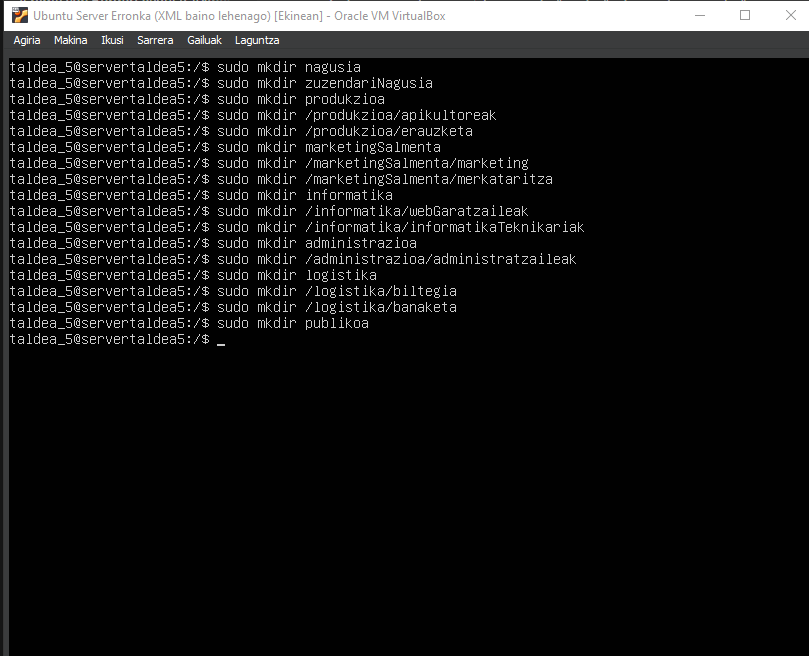 Ubuntu Server Erronka (XML baino lehenago) [Ekinean] - Oracle VM VirtualBox
Agiria Makina Ikusi Sarrera Gailuak Laguntza
taldea_5@servertaldea5:/$ sudo mkdir nagusia
taldea_5@servertaldea5:/$ sudo mkdir zuzendariNagusia
taldea_5@servertaldea5:/$ sudo mkdir produkzioa
taldea_5@servertaldea5:/$ sudo mkdir /produkzioa/apikultoreak
taldea_5@servertaldea5:/$ sudo mkdir /produkzioa/erauzketa
taldea_5@servertaldea5:/$ sudo mkdir marketingSalmenta
taldea_5@servertaldea5:/$ sudo mkdir /marketingSalmenta/marketing
taldea_5@servertaldea5:/$ sudo mkdir /marketingSalmenta/merkataritza
taldea_5@servertaldea5:/$ sudo mkdir informatika
taldea_5@servertaldea5:/$ sudo mkdir /informatika/webGaratzaileak
taldea_5@servertaldea5:/$ sudo mkdir /informatika/informatikaTeknikariak
taldea_5@servertaldea5:/$ sudo mkdir administrazioa
taldea_5@servertaldea5:/$ sudo mkdir /administrazioa/administratzaileak
taldea_5@servertaldea5:/$ sudo mkdir logistika
taldea_5@servertaldea5:/$ sudo mkdir /logistika/biltegia
taldea_5@servertaldea5:/$ sudo mkdir /logistika/banaketa
taldea_5@servertaldea5:/$ sudo mkdir publikoa
taldea_5@servertaldea5:/$ _